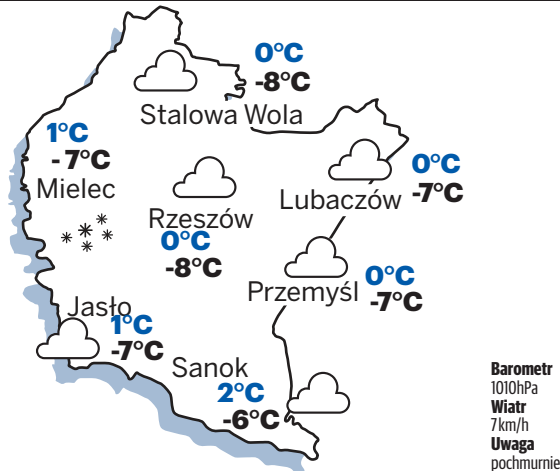 0°C
-8°C
Stalowa Wola
1°C
-7°C
Mielec
0°C
-7°C
Lubaczów
Rzeszów
0°C
-8°C
Przemyśl
0°C
-7°C
Jasło
1°C
-7°C
Sanok
2°C
-6°C
Barometr
1010hPa
Wiatr
7km/h
Uwaga
pochmurnie